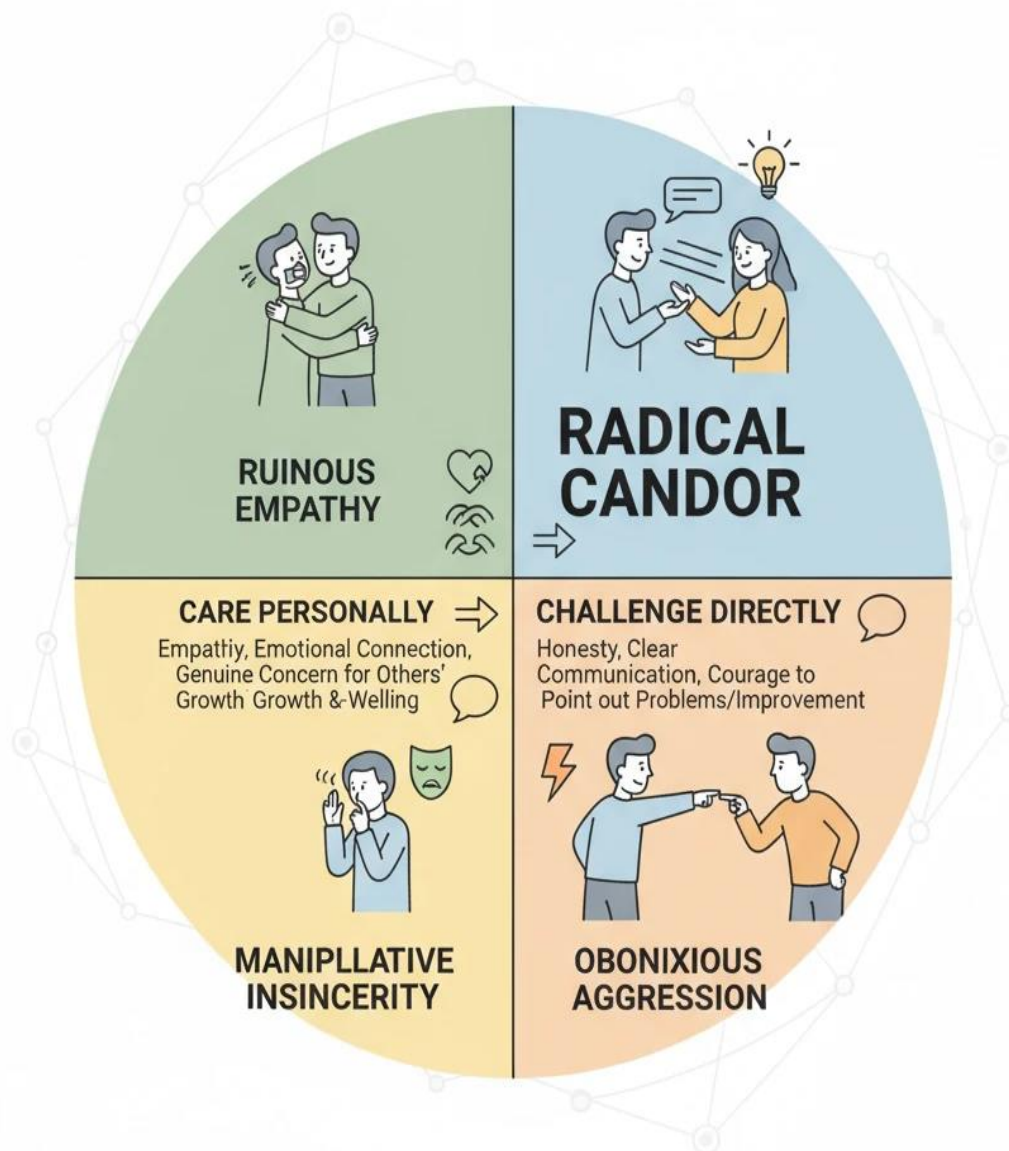 RUINOUS
EMPATHY
RADICAL
CANDOR
CARE PERSONALLY
Empathiy, Emotional Connection,
Genuine Concern for Others'
Growth Growth &-Welling
CHALLENGE DIRECTLY
Honesty, Clear
Communication, Courage to
Point out Problems/Improvement
MANIPLLATIVE
INSINCERITY
OBONIXIOUS
AGGRESSION